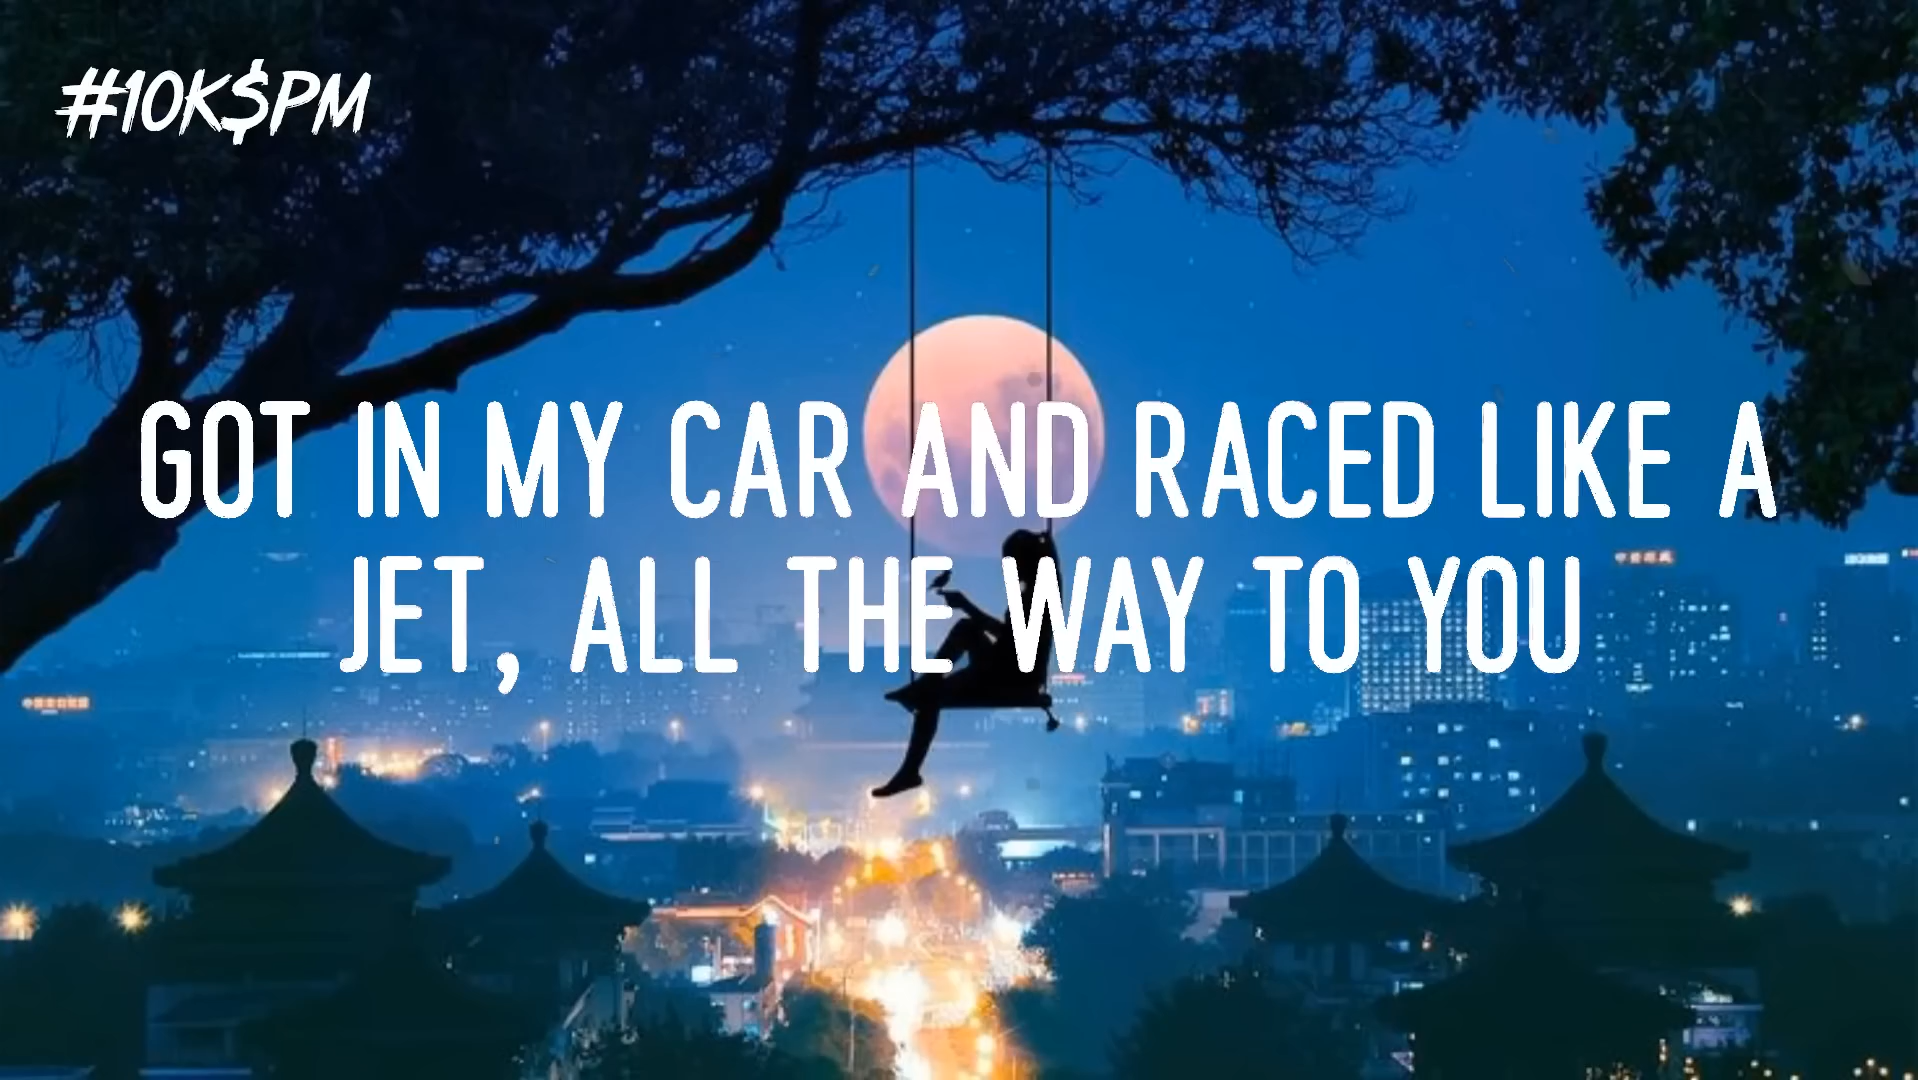 #10K$PM
GOT IN MY CAR AND RACED LIKE A
JET, ALL THE WAY TO YOU